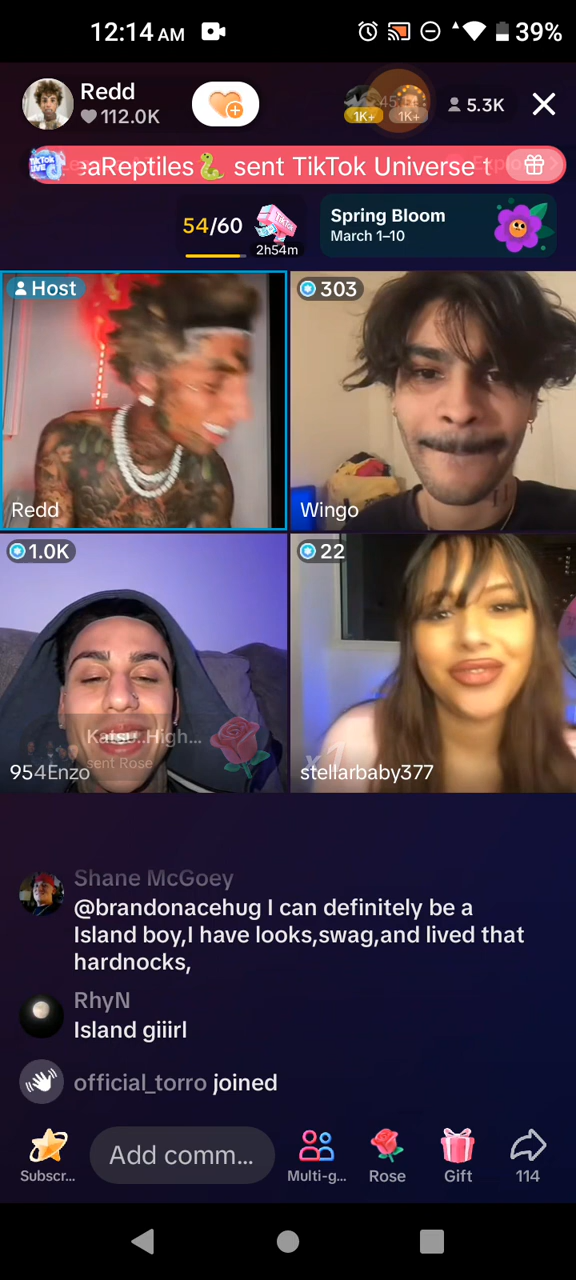 12:14 AM
39%
Redd
112.0K
1K+
1K+
5.3K
eaReptiles🐍 sent TikTok Universe t
54/60
2h54m
Spring Bloom
March 1–10
Host
303
Redd
Wingo
1.0K
22
Katsu..High...
sent Rose
954Enzo
x1
stellarbaby377
Shane McGoey
@brandonacehug I can definitely be a
Island boy,I have looks,swag,and lived that
hardnocks,
RhyN
Island giiirl
official_torro joined
Add comm...
Subscr...
Multi-g...
Rose
Gift
114